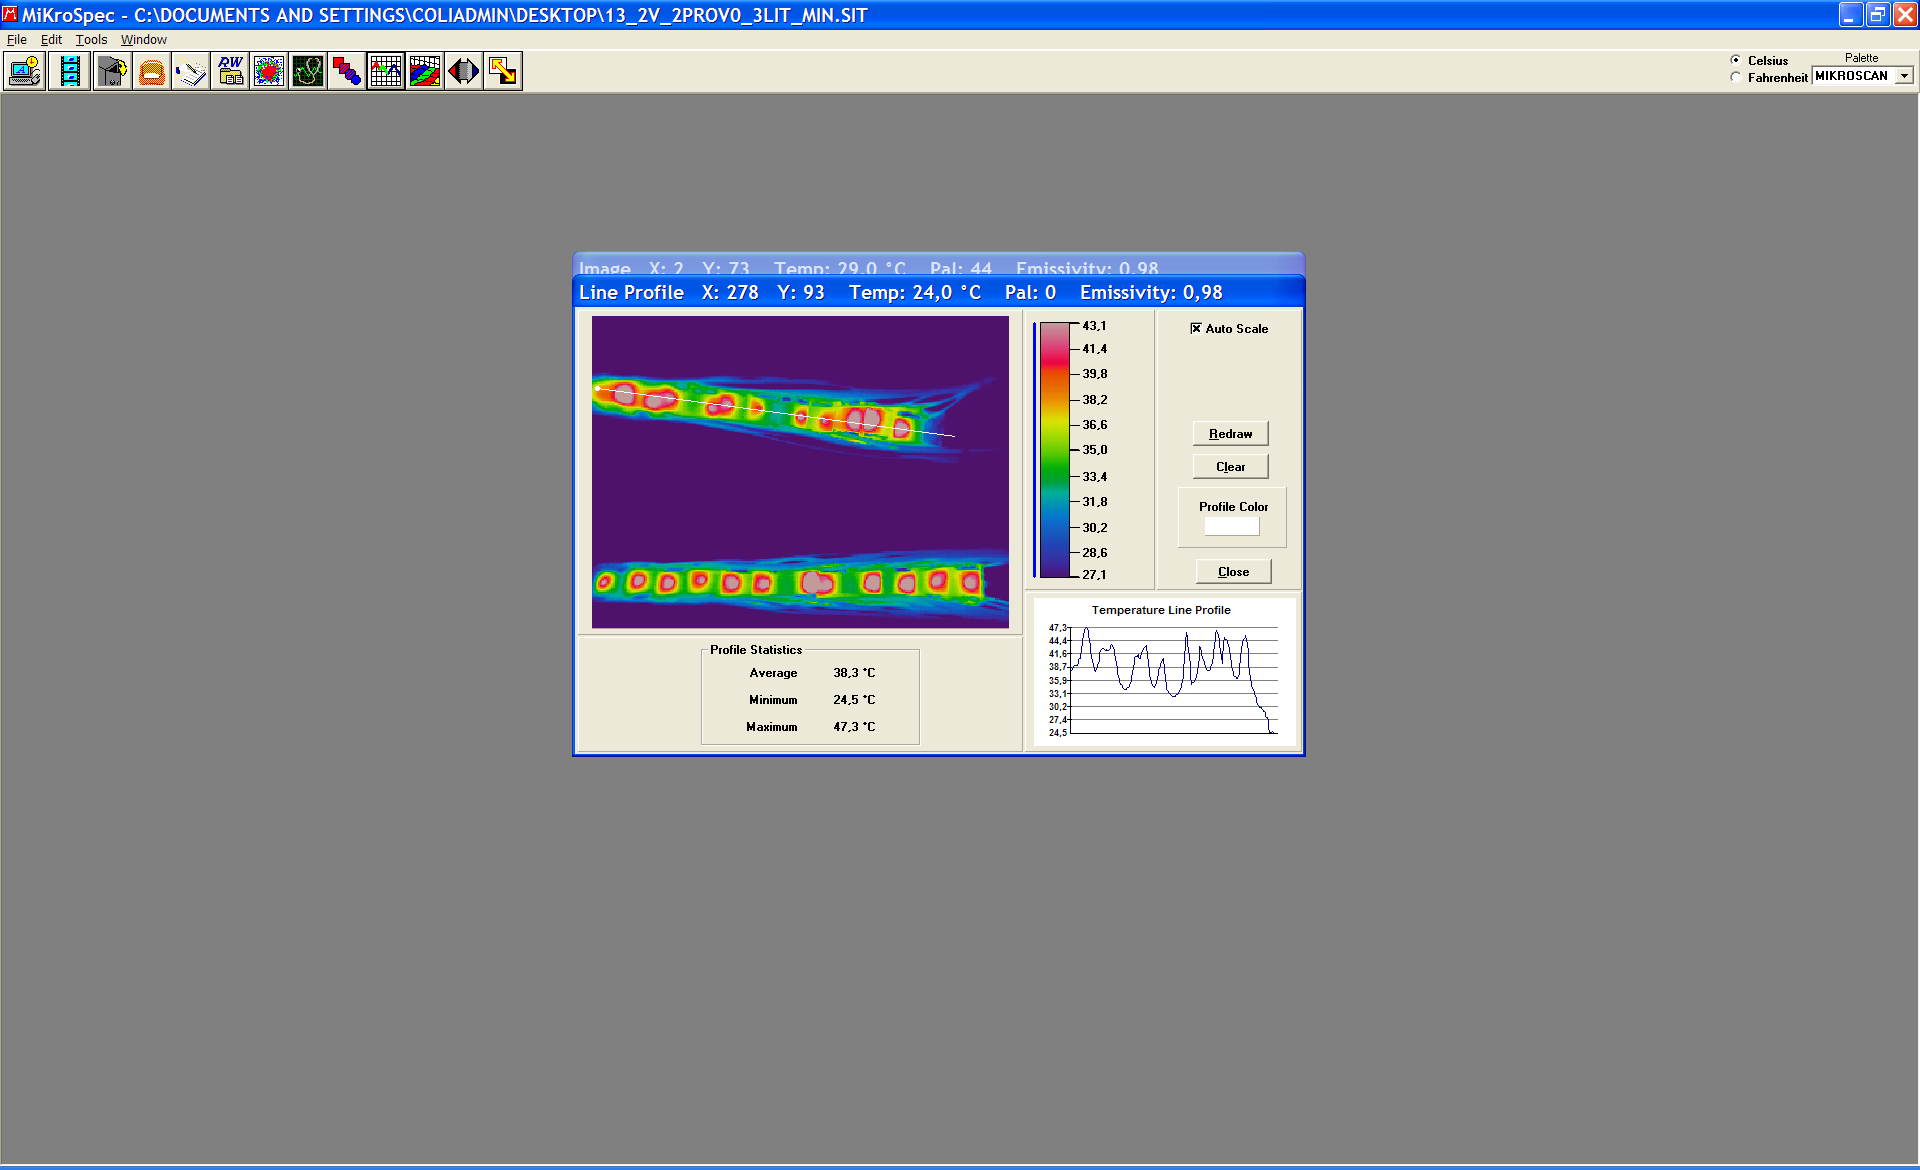 MiKroSpec - C:\DOCUMENTS AND SETTINGS\COLIADMIN\DESKTOP\13_2V_2PROV0_3LIT_MIN.SIT
File Edit Tools Window
RW
Celsius
Fahrenheit
Palette
MIKROSCAN
Image X: 2 Y: 73 Temp: 29,0 °C Pal: 44 Emissivity: 0,98
Line Profile X: 278 Y: 93 Temp: 24,0 °C Pal: 0 Emissivity: 0,98
43,1
41,4
39,8
38,2
36,6
35,0
33,4
31,8
30,2
28,6
27,1
Auto Scale
Redraw
Clear
Profile Color
Close
Profile Statistics
Average 38,3 °C
Minimum 24,5 °C
Maximum 47,3 °C
Temperature Line Profile
47,3
44,4
41,6
38,7
35,9
33,1
30,2
27,4
24,5